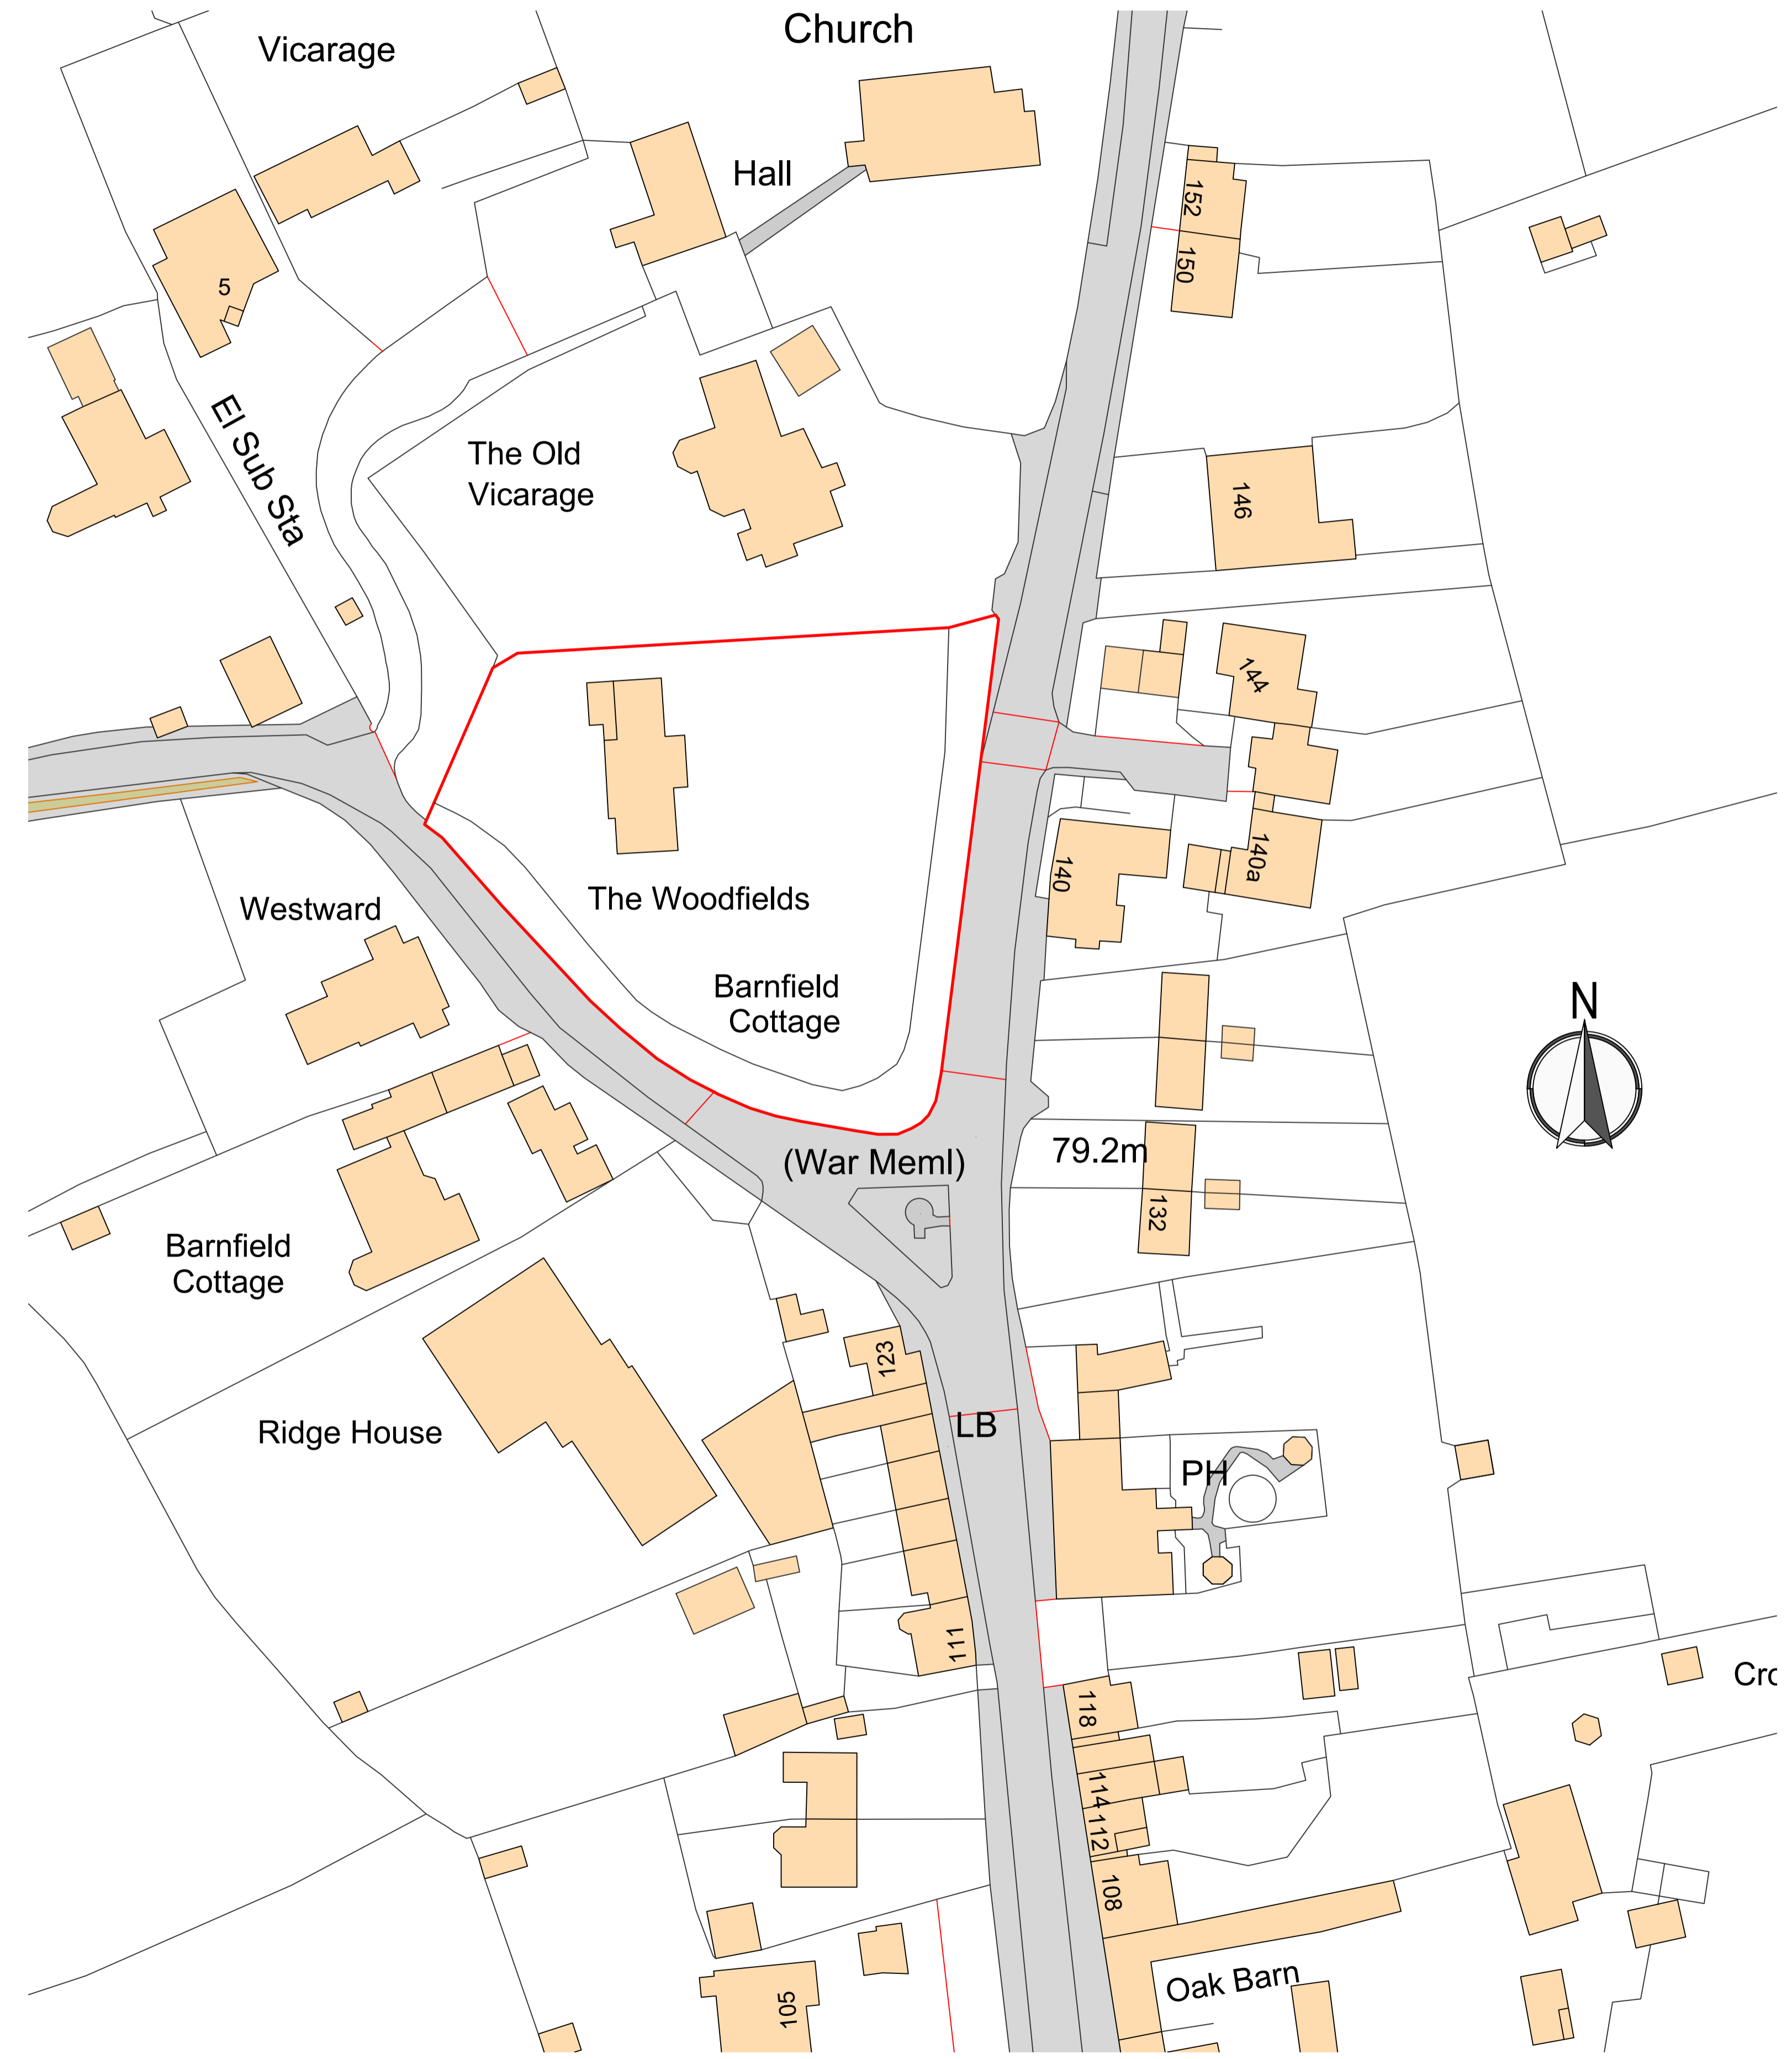 Church
Vicarage
Hall
152
150
5
El Sub Sta
The Old
Vicarage
146
144
140a
140
The Woodfields
Westward
Barnfield
Cottage
N
(War Meml)
79.2m
132
Barnfield
Cottage
123
Ridge House
LB
PH
111
Cro
118
114
112
108
Oak Barn
105